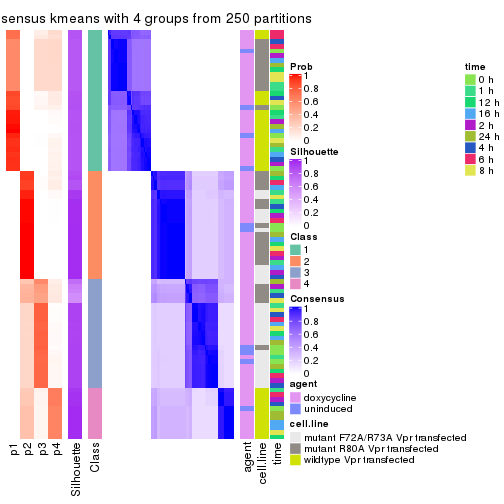 sensus kmeans with 4 groups from 250 partitions
Prob
1
0.8
0.6
0.4
0.2
0
Silhouette
1
0.8
0.6
0.4
0.2
0
Class
1
2
3
4
Consensus
1
0.8
0.6
0.4
0.2
0
agent
doxycycline
uninduced
cell.line
mutant F72A/R73A Vpr transfected
mutant R80A Vpr transfected
wildtype Vpr transfected
time
0 h
1 h
12 h
16 h
2 h
24 h
4 h
6 h
8 h
p1
p2
p3
p4
Silhouette
Class
agent
cell.line
time